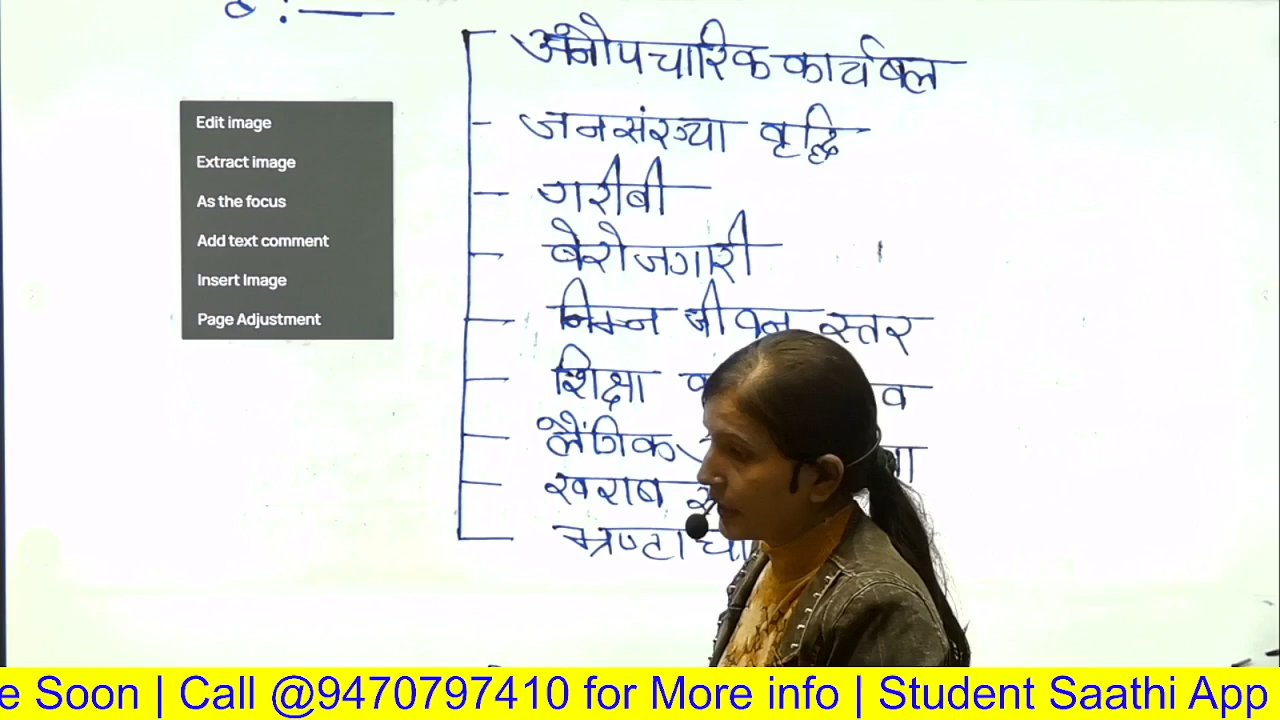 अनौपचारिक कार्यबल
जनसंख्या वृद्धि
गरीबी
बेरोजगारी
निम्न जीवन स्तर
शिक्षा
लैंगिक
खराब
Edit image
Extract image
As the focus
Add text comment
Insert Image
Page Adjustment
e Soon | Call @9470797410 for More info | Student Saathi App